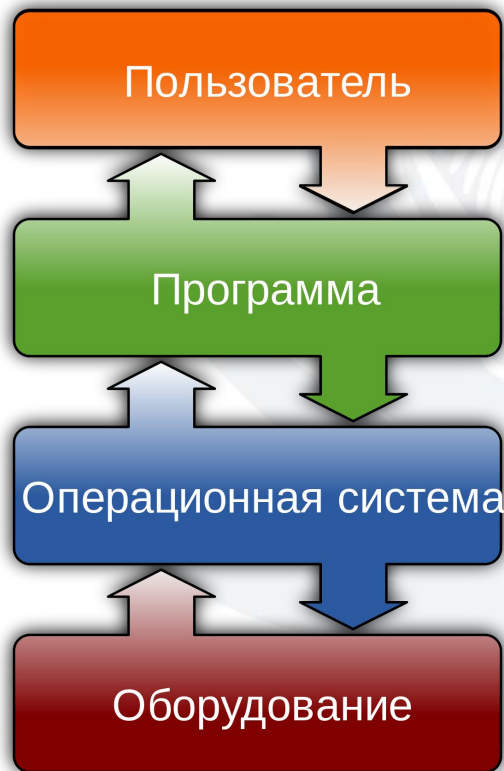 Пользователь
Программа
Операционная система
Оборудование